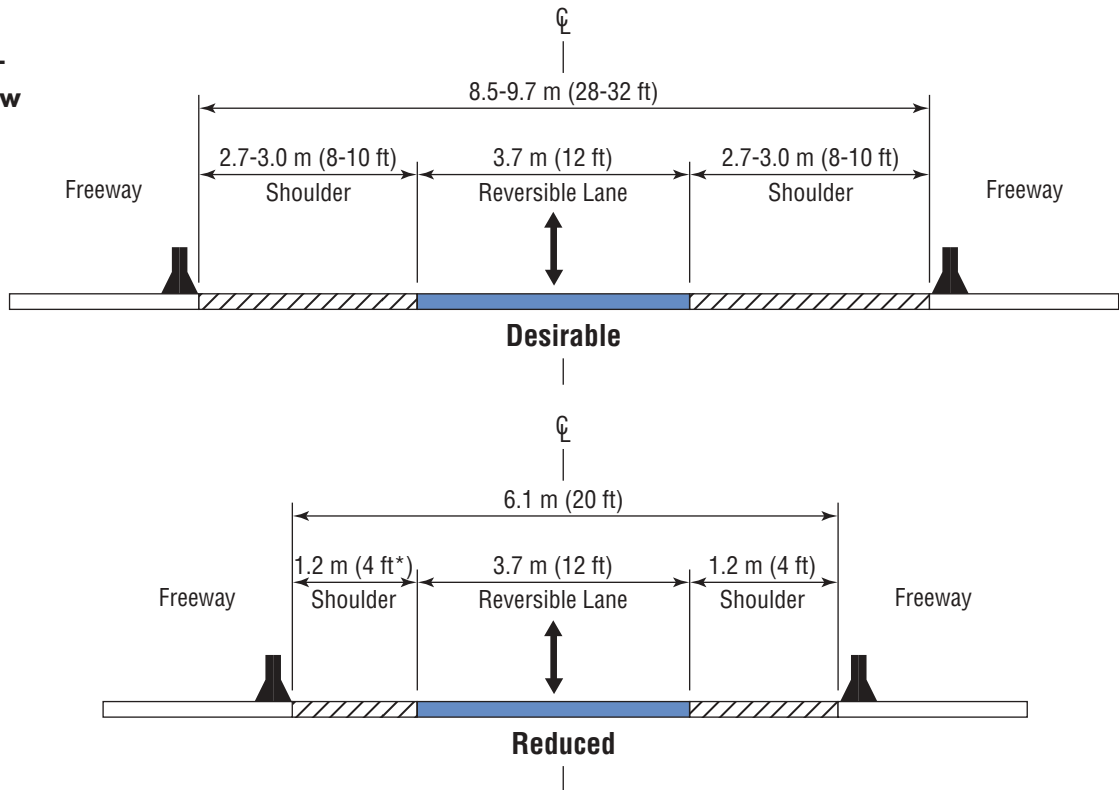 ℄
-
w
8.5-9.7 m (28-32 ft)
2.7-3.0 m (8-10 ft) 3.7 m (12 ft) 2.7-3.0 m (8-10 ft)
Freeway Shoulder Reversible Lane Shoulder Freeway
Desirable
℄
6.1 m (20 ft)
1.2 m (4 ft*) 3.7 m (12 ft) 1.2 m (4 ft)
Freeway Shoulder Reversible Lane Shoulder Freeway
Reduced